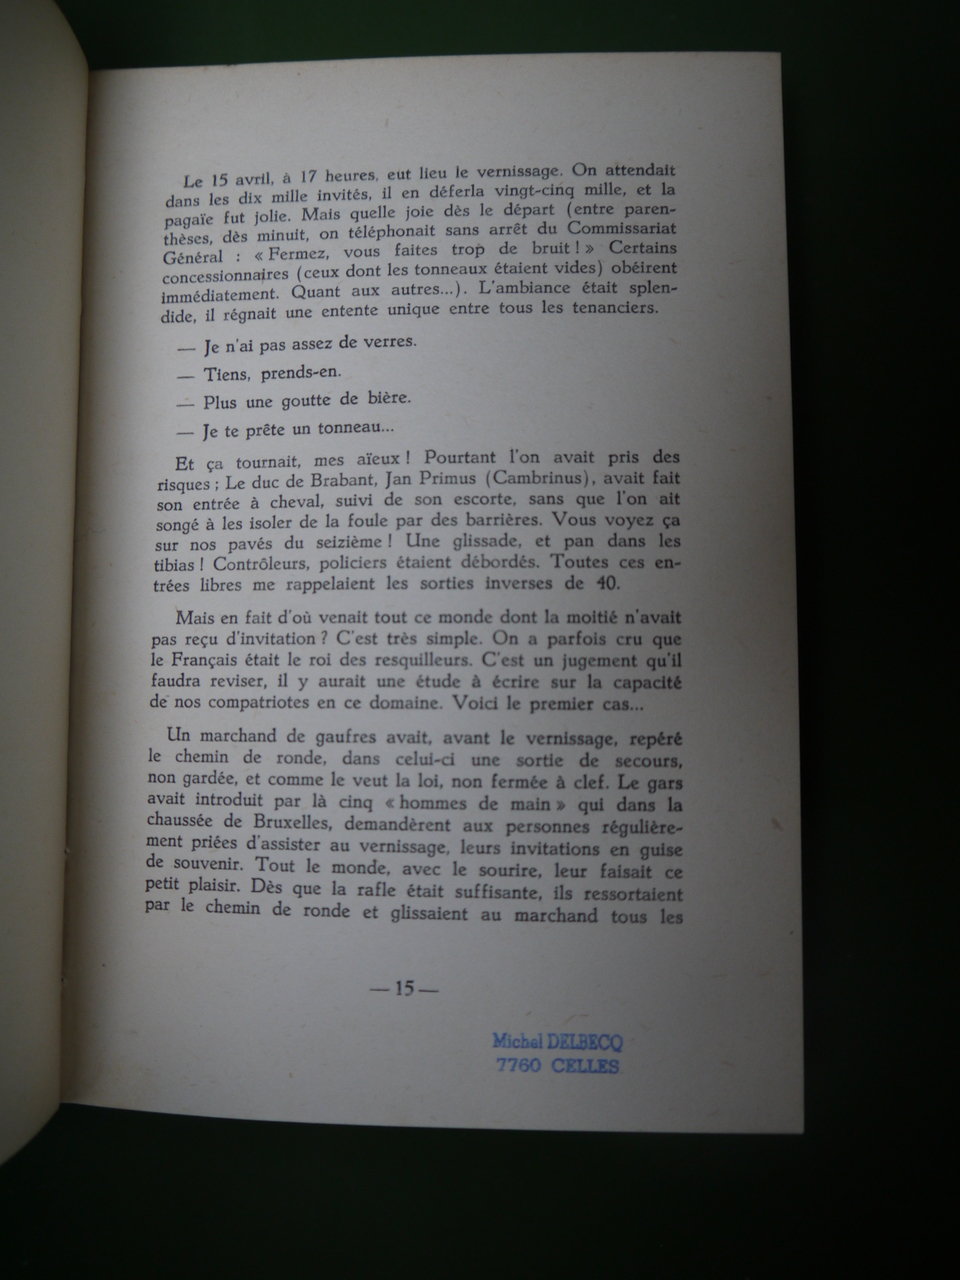 Le 15 avril, à 17 heures, eut lieu le vernissage. On attendait
dans les dix mille invités, il en déferla vingt-cinq mille, et la
pagaïe fut jolie. Mais quelle joie dès le départ (entre paren-
thèses, dès minuit, on téléphonait sans arrêt du Commissariat
Général : « Fermez, vous faites trop de bruit ! » Certains
concessionnaires (ceux dont les tonneaux étaient vides) obéirent
immédiatement. Quant aux autres...). L'ambiance était splen-
dide, il régnait une entente unique entre tous les tenanciers.
— Je n'ai pas assez de verres.
— Tiens, prends-en.
— Plus une goutte de bière.
— Je te prête un tonneau...
Et ça tournait, mes aïeux ! Pourtant l'on avait pris des
risques ; Le duc de Brabant, Jan Primus (Cambrinus), avait fait
son entrée à cheval, suivi de son escorte, sans que l'on ait
songé à les isoler de la foule par des barrières. Vous voyez ça
sur nos pavés du seizième ! Une glissade, et pan dans les
tibias ! Contrôleurs, policiers étaient débordés. Toutes ces en-
trées libres me rappelaient les sorties inverses de 40.
Mais en fait d'où venait tout ce monde dont la moitié n'avait
pas reçu d'invitation ? C'est très simple. On a parfois cru que
le Français était le roi des resquilleurs. C'est un jugement qu'il
faudra reviser, il y aurait une étude à écrire sur la capacité
de nos compatriotes en ce domaine. Voici le premier cas...
Un marchand de gaufres avait, avant le vernissage, repéré
le chemin de ronde, dans celui-ci une sortie de secours,
non gardée, et comme le veut la loi, non fermée à clef. Le gars
avait introduit par là cinq « hommes de main » qui dans la
chaussée de Bruxelles, demandèrent aux personnes régulière-
ment priées d'assister au vernissage, leurs invitations en guise
de souvenir. Tout le monde, avec le sourire, leur faisait ce
petit plaisir. Dès que la rafle était suffisante, ils ressortaient
par le chemin de ronde et glissaient au marchand tous les
— 15 —
Michel DELBECQ
7760 CELLES